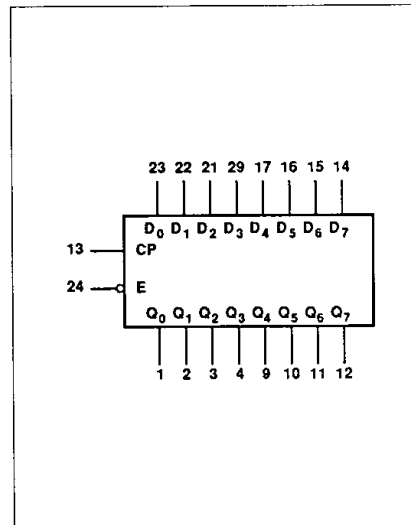 23 22 21 29 17 16 15 14
D0 D1 D2 D3 D4 D5 D6 D7
13 CP
24 E
Q0 Q1 Q2 Q3 Q4 Q5 Q6 Q7
1 2 3 4 9 10 11 12